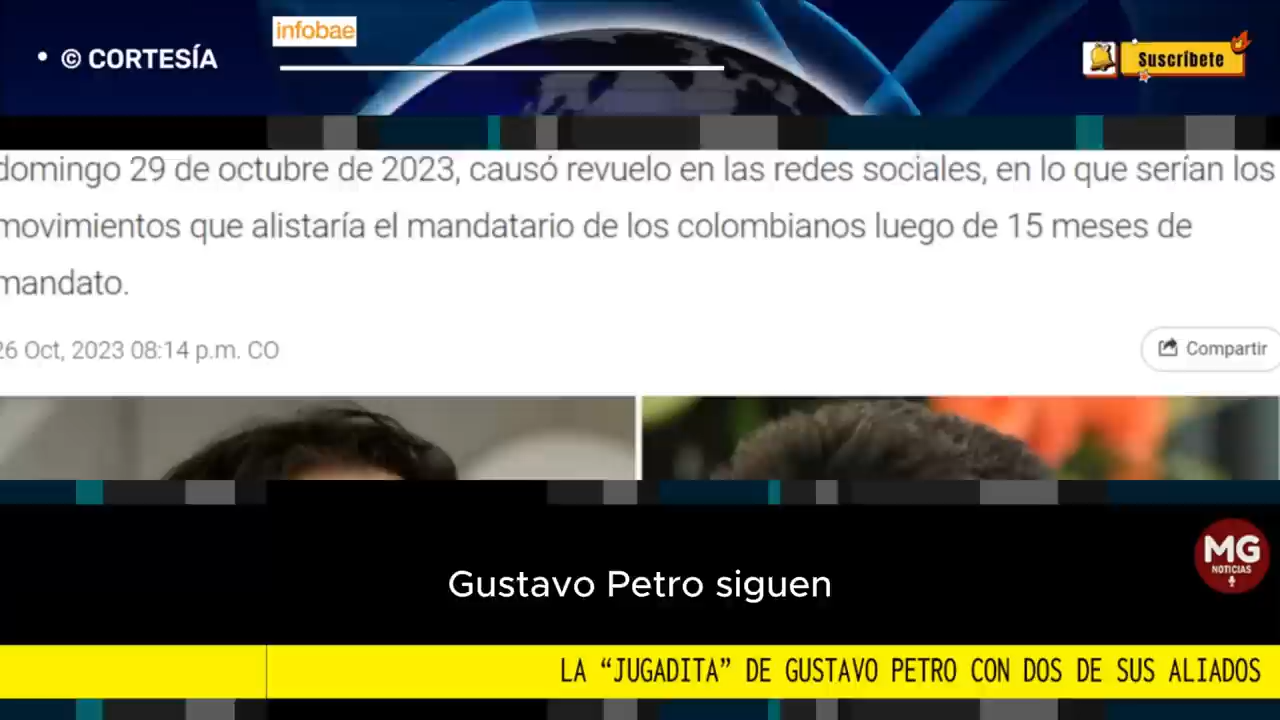 • © CORTESÍA
infobae
Suscríbete
domingo 29 de octubre de 2023, causó revuelo en las redes sociales, en lo que serían los
movimientos que alistaría el mandatario de los colombianos luego de 15 meses de
mandato.
26 Oct, 2023 08:14 p.m. CO
Compartir
MG
NOTICIAS
Gustavo Petro siguen
LA “JUGADITA” DE GUSTAVO PETRO CON DOS DE SUS ALIADOS